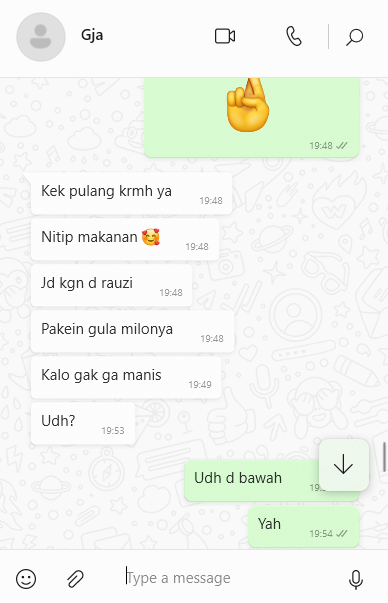 Gja
19:48
Kek pulang krmh ya
19:48
Nitip makanan 🥰
19:48
Jd kgn d rauzi
19:48
Pakein gula milonya
19:48
Kalo gak ga manis
19:49
Udh?
19:53
Udh d bawah
Yah
19:54
Type a message